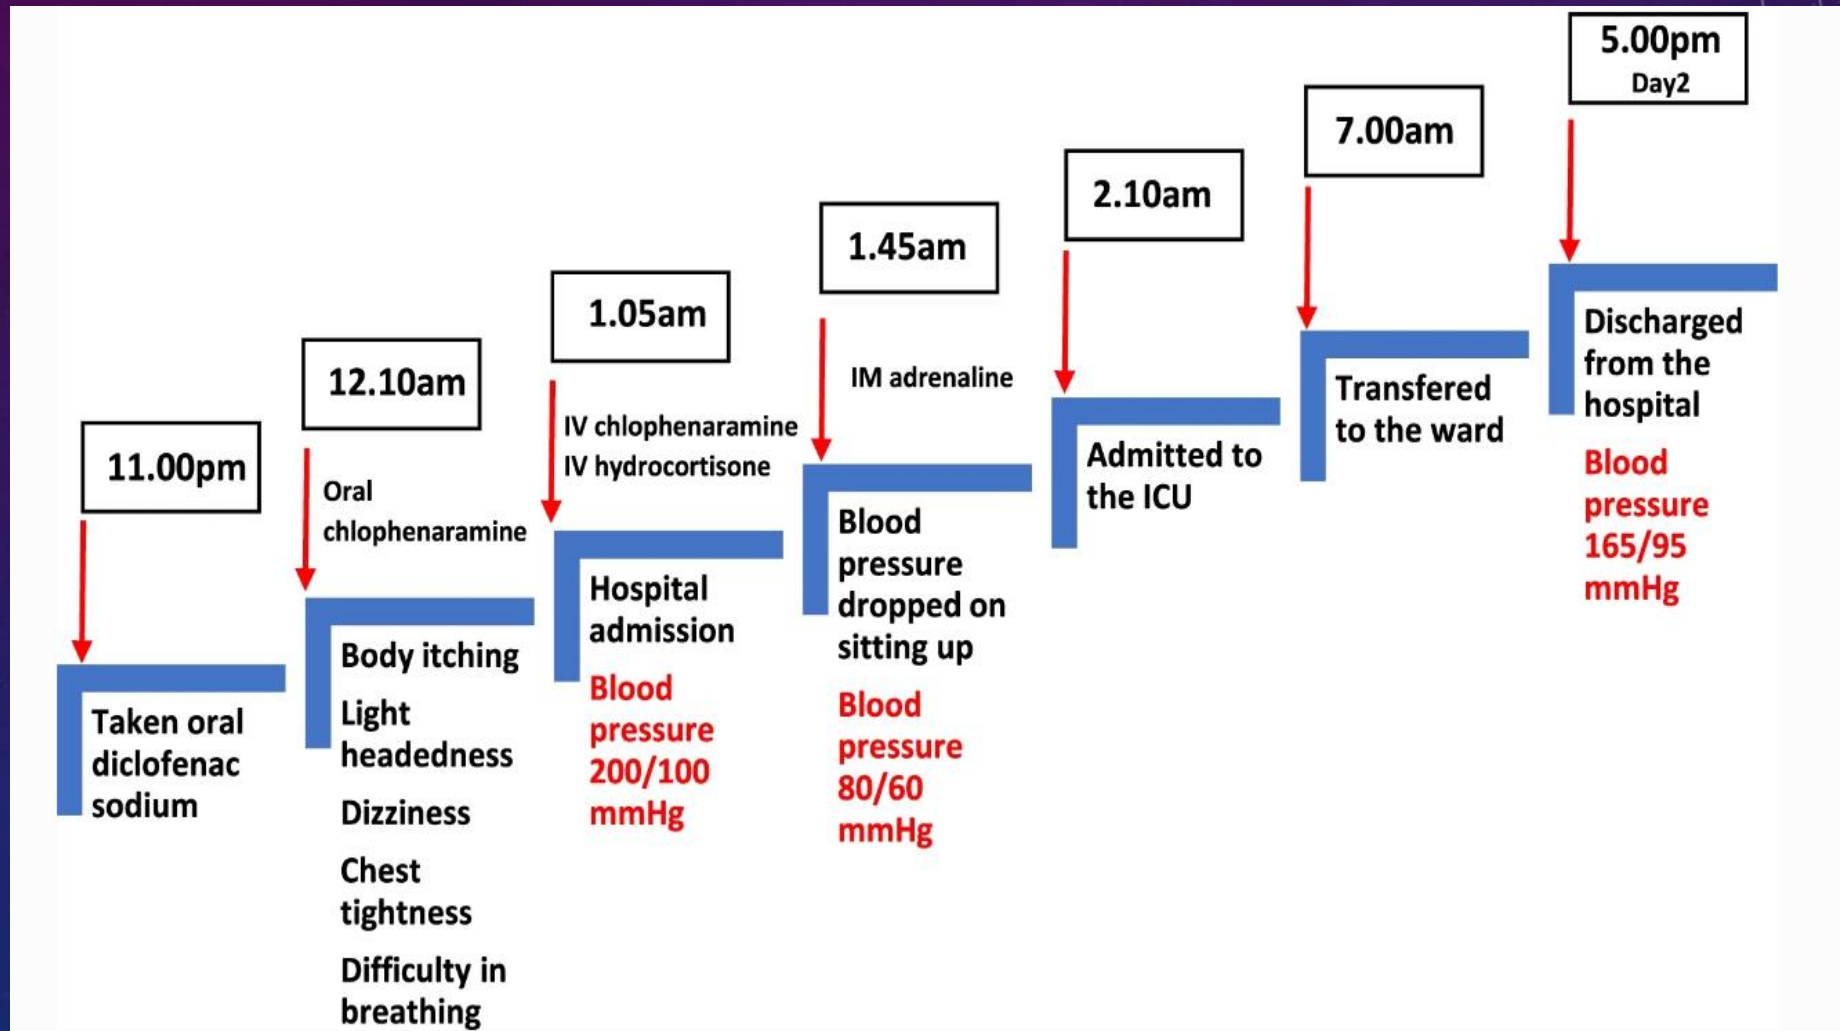 11.00pm
Taken oral
diclofenac
sodium
12.10am
Oral
chlophenaramine
Body itching
Light
headedness
Dizziness
Chest
tightness
Difficulty in
breathing
1.05am
IV chlophenaramine
IV hydrocortisone
Hospital
admission
Blood
pressure
200/100
mmHg
1.45am
IM adrenaline
Blood
pressure
dropped on
sitting up
Blood
pressure
80/60
mmHg
2.10am
Admitted to
the ICU
7.00am
Transfered
to the ward
5.00pm
Day2
Discharged
from the
hospital
Blood
pressure
165/95
mmHg